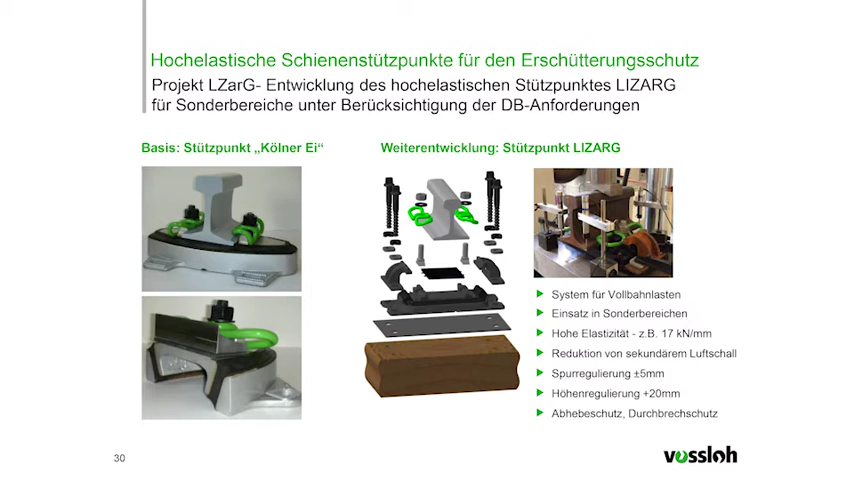 Hochelastische Schienenstützpunkte für den Erschütterungsschutz
Projekt LZarG- Entwicklung des hochelastischen Stützpunktes LIZARG
für Sonderbereiche unter Berücksichtigung der DB-Anforderungen
Basis: Stützpunkt „Kölner Ei“
Weiterentwicklung: Stützpunkt LIZARG
System für Vollbahnlasten
Einsatz in Sonderbereichen
Hohe Elastizität - z.B. 17 kN/mm
Reduktion von sekundärem Luftschall
Spurregulierung ±5mm
Höhenregulierung +20mm
Abhebeschutz, Durchbrechschutz
30
vossloh